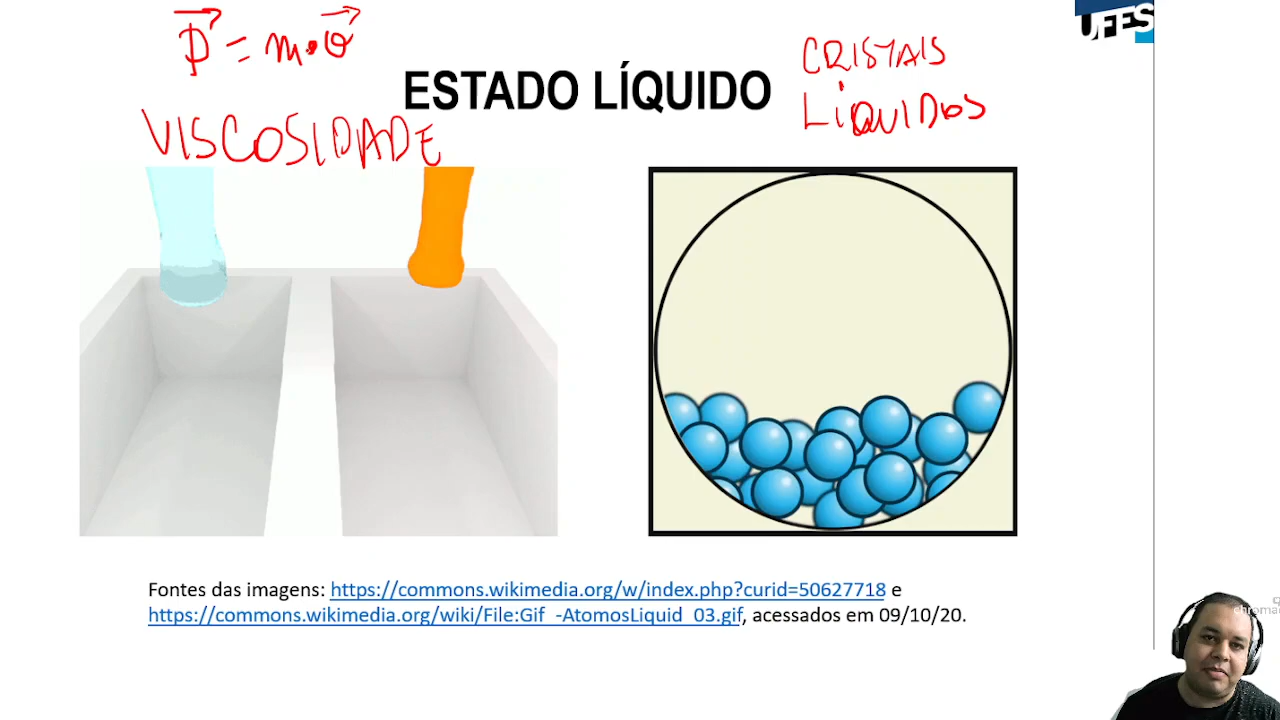 p = m . v
UFES
CRISTAIS
ESTADO LÍQUIDO
LiQUIDOS
VISCOSIDADE
Fontes das imagens: https://commons.wikimedia.org/w/index.php?curid=50627718 e
https://commons.wikimedia.org/wiki/File:Gif_-AtomosLiquid_03.gif, acessados em 09/10/20.